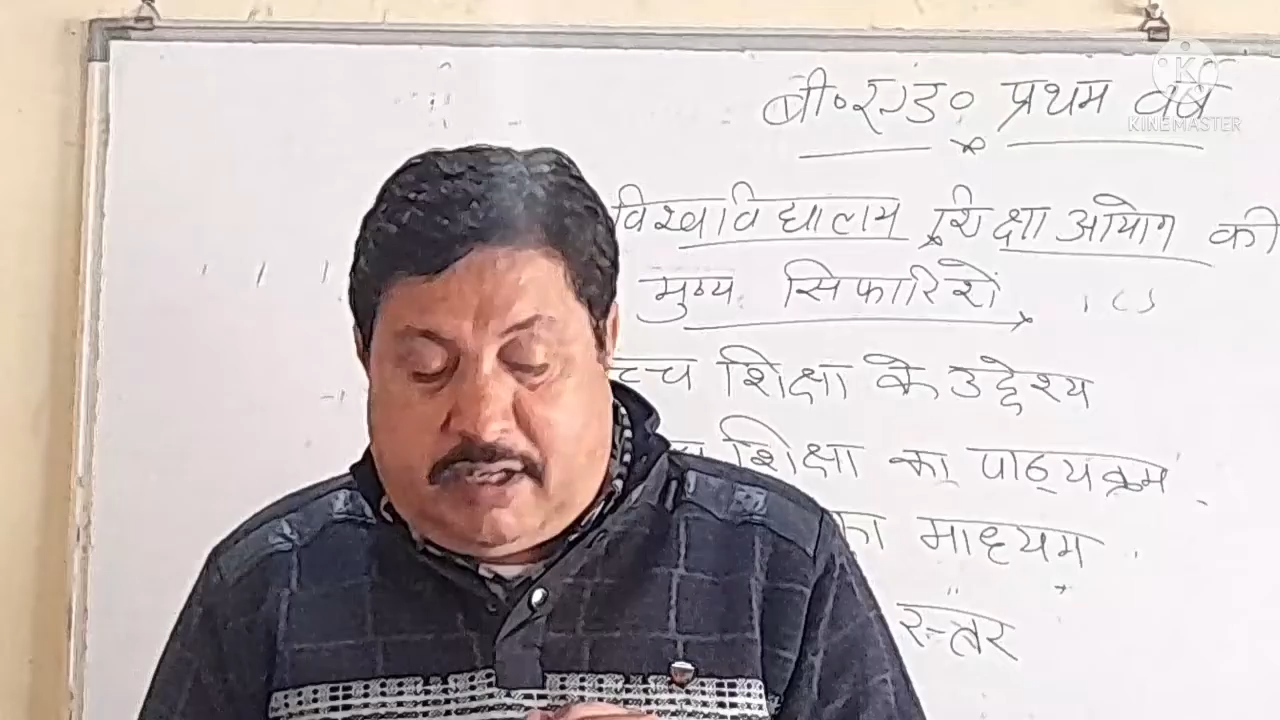 बी०एड० प्रथम वर्ष
KINEMASTER
विश्वविद्यालय शिक्षा आयोग की
मुख्य सिफारिशें
शिक्षा के उद्देश्य
शिक्षा का पाठ्यक्रम
का माध्यम
स्तर